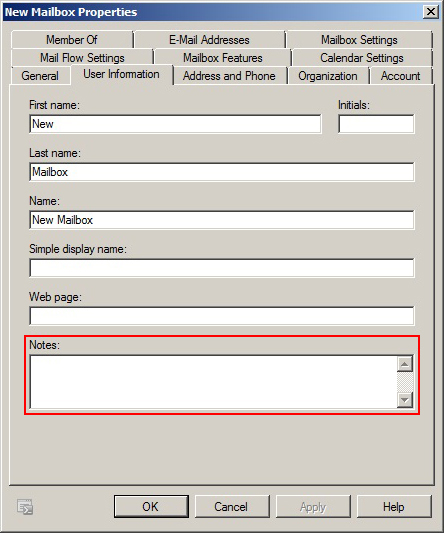 New Mailbox Properties
Member Of E-Mail Addresses Mailbox Settings
Mail Flow Settings Mailbox Features Calendar Settings
General User Information Address and Phone Organization Account
First name: Initials:
New
Last name:
Mailbox
Name:
New Mailbox
Simple display name:
Web page:
Notes:
OK Cancel Apply Help